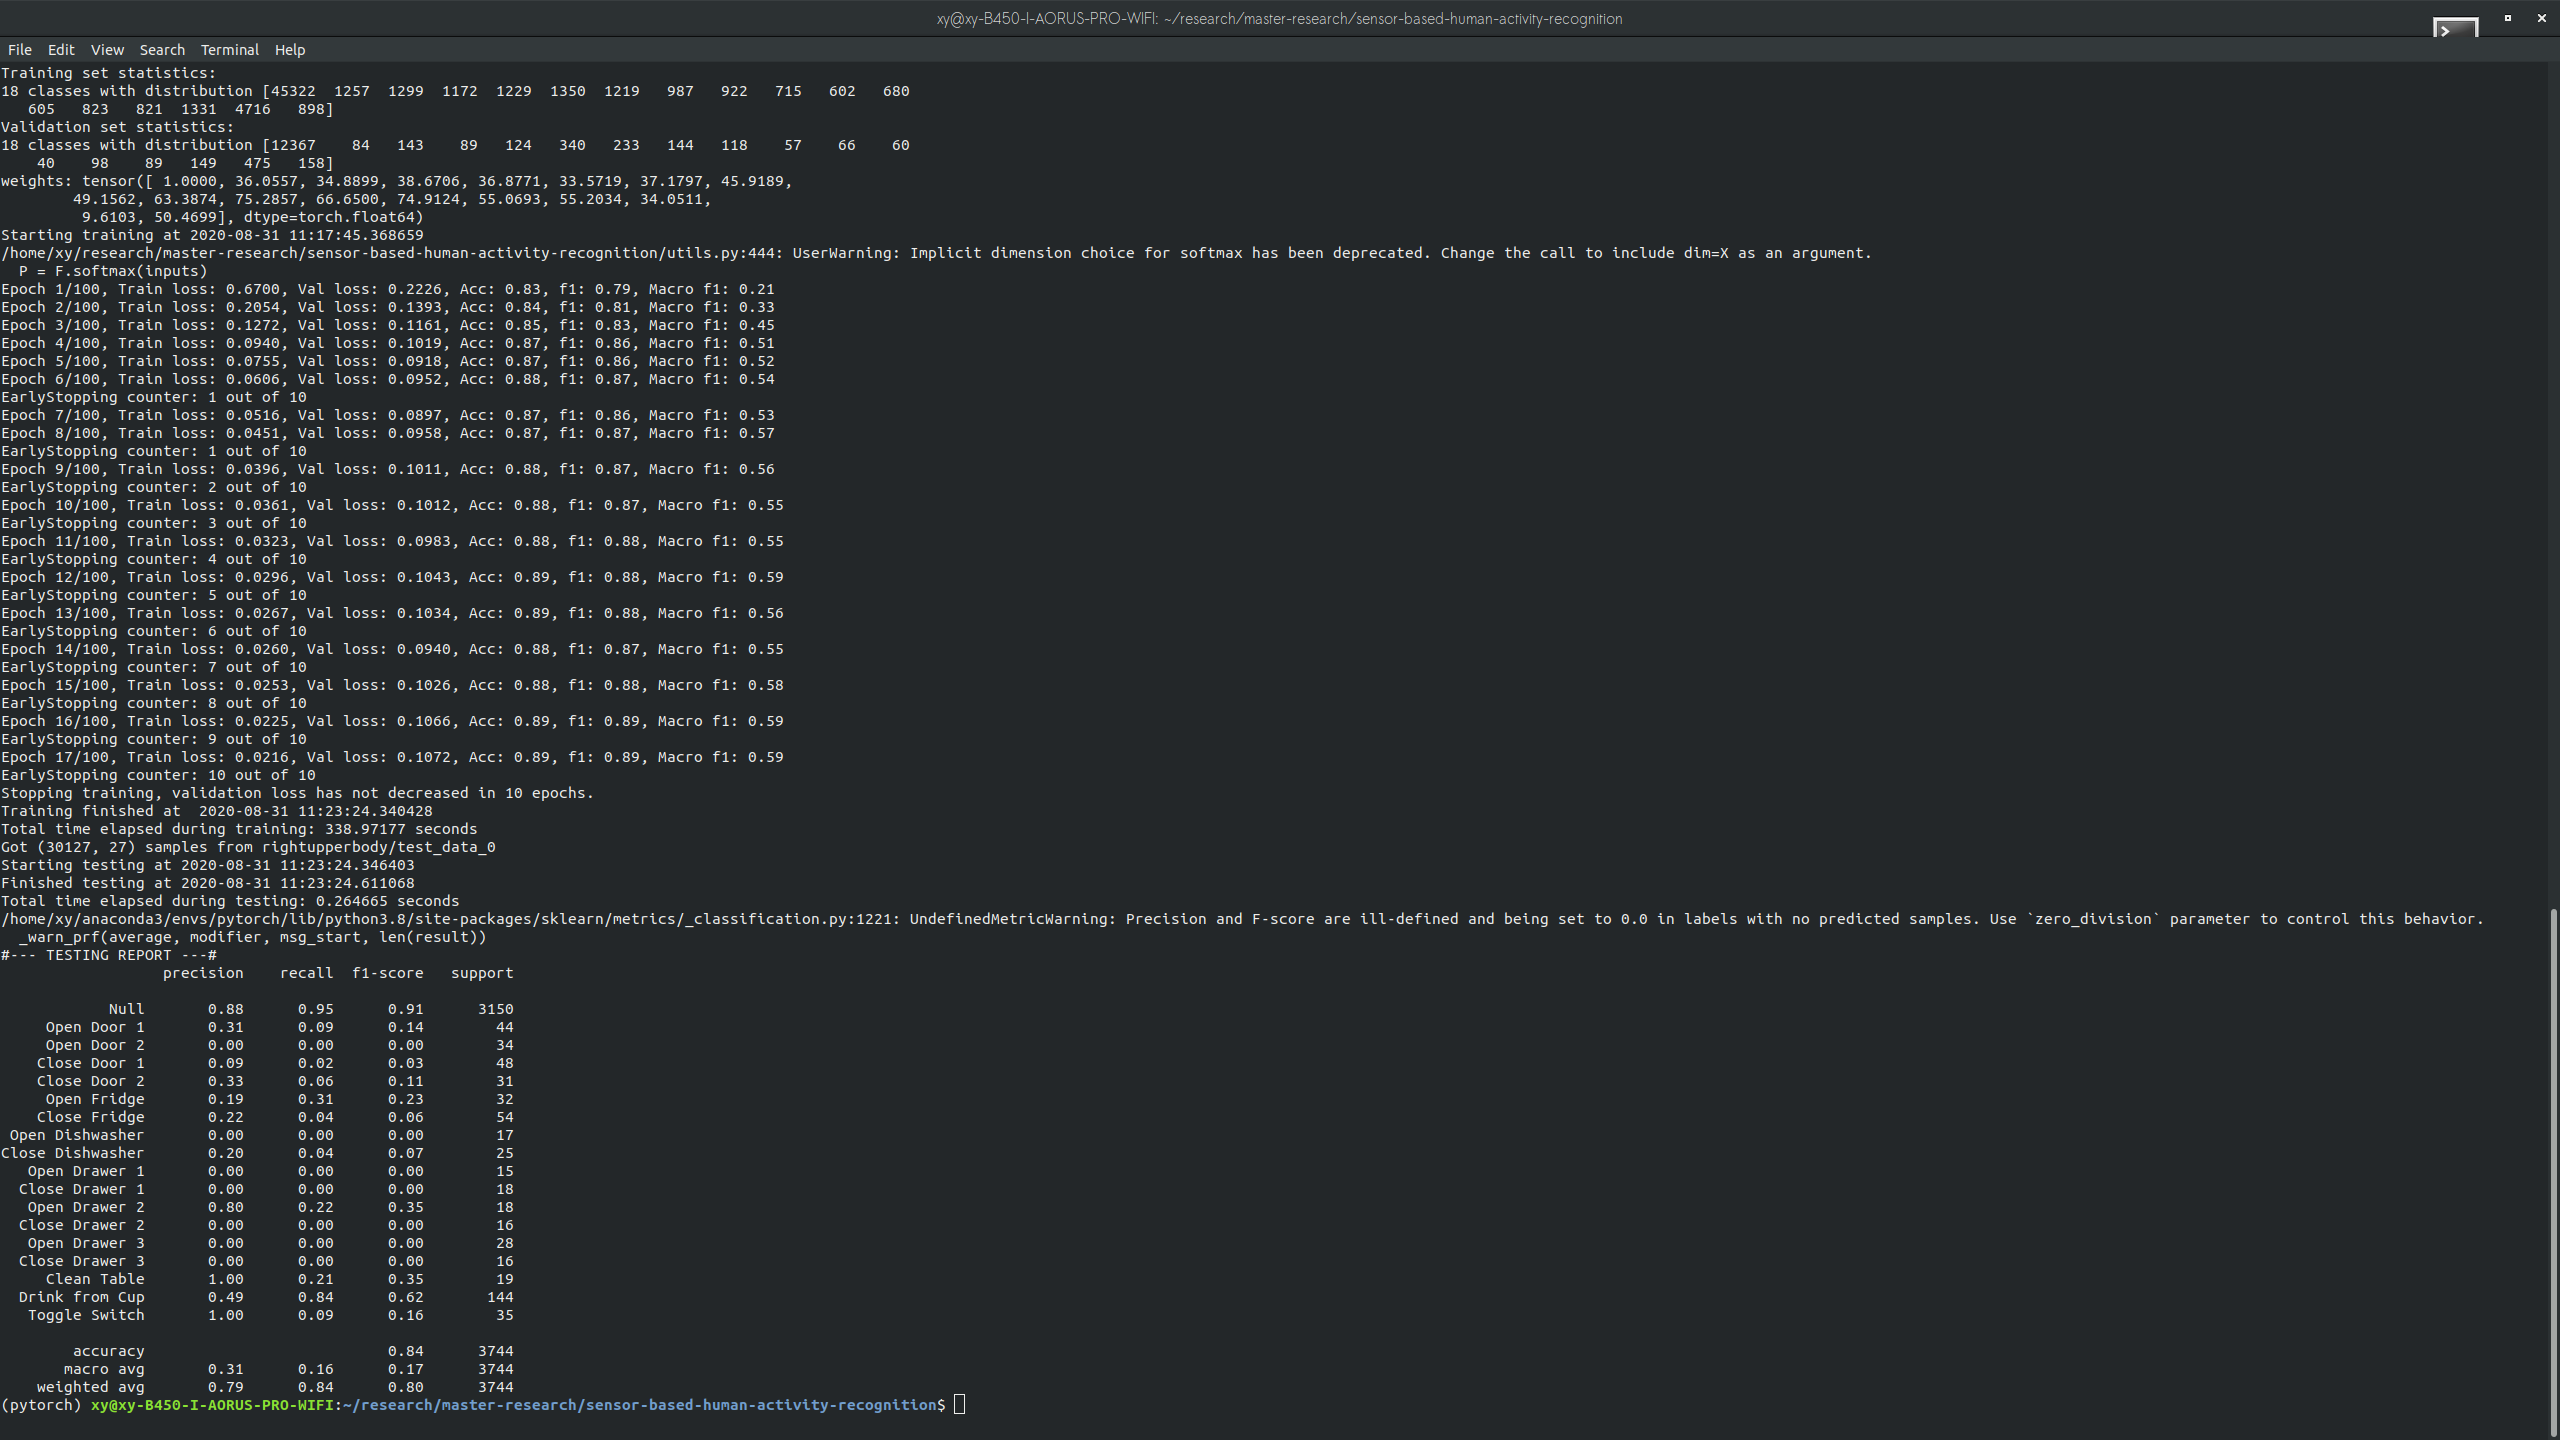 xy@xy-B450-I-AORUS-PRO-WIFI: ~/research/master-research/sensor-based-human-activity-recognition
File Edit View Search Terminal Help
Training set statistics:
18 classes with distribution [45322  1257  1299  1172  1229  1350  1219   987   922   715   602   680
   605   823   821  1331  4716   898]
Validation set statistics:
18 classes with distribution [12367    84   143    89   124   340   233   144   118    57    66    60
    40    98    89   149   475   158]
weights: tensor([ 1.0000, 36.0557, 34.8899, 38.6706, 36.8771, 33.5719, 37.1797, 45.9189,
        49.1562, 63.3874, 75.2857, 66.6500, 74.9124, 55.0693, 55.2034, 34.0511,
         9.6103, 50.4699], dtype=torch.float64)
Starting training at 2020-08-31 11:17:45.368659
/home/xy/research/master-research/sensor-based-human-activity-recognition/utils.py:444: UserWarning: Implicit dimension choice for softmax has been deprecated. Change the call to include dim=X as an argument.
  P = F.softmax(inputs)
Epoch 1/100, Train loss: 0.6700, Val loss: 0.2226, Acc: 0.83, f1: 0.79, Macro f1: 0.21
Epoch 2/100, Train loss: 0.2054, Val loss: 0.1393, Acc: 0.84, f1: 0.81, Macro f1: 0.33
Epoch 3/100, Train loss: 0.1272, Val loss: 0.1161, Acc: 0.85, f1: 0.83, Macro f1: 0.45
Epoch 4/100, Train loss: 0.0940, Val loss: 0.1019, Acc: 0.87, f1: 0.86, Macro f1: 0.51
Epoch 5/100, Train loss: 0.0755, Val loss: 0.0918, Acc: 0.87, f1: 0.86, Macro f1: 0.52
Epoch 6/100, Train loss: 0.0606, Val loss: 0.0952, Acc: 0.88, f1: 0.87, Macro f1: 0.54
EarlyStopping counter: 1 out of 10
Epoch 7/100, Train loss: 0.0516, Val loss: 0.0897, Acc: 0.87, f1: 0.86, Macro f1: 0.53
Epoch 8/100, Train loss: 0.0451, Val loss: 0.0958, Acc: 0.87, f1: 0.87, Macro f1: 0.57
EarlyStopping counter: 1 out of 10
Epoch 9/100, Train loss: 0.0396, Val loss: 0.1011, Acc: 0.88, f1: 0.87, Macro f1: 0.56
EarlyStopping counter: 2 out of 10
Epoch 10/100, Train loss: 0.0361, Val loss: 0.1012, Acc: 0.88, f1: 0.87, Macro f1: 0.55
EarlyStopping counter: 3 out of 10
Epoch 11/100, Train loss: 0.0323, Val loss: 0.0983, Acc: 0.88, f1: 0.88, Macro f1: 0.55
EarlyStopping counter: 4 out of 10
Epoch 12/100, Train loss: 0.0296, Val loss: 0.1043, Acc: 0.89, f1: 0.88, Macro f1: 0.59
EarlyStopping counter: 5 out of 10
Epoch 13/100, Train loss: 0.0267, Val loss: 0.1034, Acc: 0.89, f1: 0.88, Macro f1: 0.56
EarlyStopping counter: 6 out of 10
Epoch 14/100, Train loss: 0.0260, Val loss: 0.0940, Acc: 0.88, f1: 0.87, Macro f1: 0.55
EarlyStopping counter: 7 out of 10
Epoch 15/100, Train loss: 0.0253, Val loss: 0.1026, Acc: 0.88, f1: 0.88, Macro f1: 0.58
EarlyStopping counter: 8 out of 10
Epoch 16/100, Train loss: 0.0225, Val loss: 0.1066, Acc: 0.89, f1: 0.89, Macro f1: 0.59
EarlyStopping counter: 9 out of 10
Epoch 17/100, Train loss: 0.0216, Val loss: 0.1072, Acc: 0.89, f1: 0.89, Macro f1: 0.59
EarlyStopping counter: 10 out of 10
Stopping training, validation loss has not decreased in 10 epochs.
Training finished at  2020-08-31 11:23:24.340428
Total time elapsed during training: 338.97177 seconds
Got (30127, 27) samples from rightupperbody/test_data_0
Starting testing at 2020-08-31 11:23:24.346403
Finished testing at 2020-08-31 11:23:24.611068
Total time elapsed during testing: 0.264665 seconds
/home/xy/anaconda3/envs/pytorch/lib/python3.8/site-packages/sklearn/metrics/_classification.py:1221: UndefinedMetricWarning: Precision and F-score are ill-defined and being set to 0.0 in labels with no predicted samples. Use `zero_division` parameter to control this behavior.
  _warn_prf(average, modifier, msg_start, len(result))
#--- TESTING REPORT ---#
                  precision    recall  f1-score   support
            Null       0.88      0.95      0.91      3150
     Open Door 1       0.31      0.09      0.14        44
     Open Door 2       0.00      0.00      0.00        34
    Close Door 1       0.09      0.02      0.03        48
    Close Door 2       0.33      0.06      0.11        31
     Open Fridge       0.19      0.31      0.23        32
    Close Fridge       0.22      0.04      0.06        54
 Open Dishwasher       0.00      0.00      0.00        17
Close Dishwasher       0.20      0.04      0.07        25
   Open Drawer 1       0.00      0.00      0.00        15
  Close Drawer 1       0.00      0.00      0.00        18
   Open Drawer 2       0.80      0.22      0.35        18
  Close Drawer 2       0.00      0.00      0.00        16
   Open Drawer 3       0.00      0.00      0.00        28
  Close Drawer 3       0.00      0.00      0.00        16
     Clean Table       1.00      0.21      0.35        19
  Drink from Cup       0.49      0.84      0.62       144
   Toggle Switch       1.00      0.09      0.16        35
        accuracy                           0.84      3744
       macro avg       0.31      0.16      0.17      3744
    weighted avg       0.79      0.84      0.80      3744
(pytorch) xy@xy-B450-I-AORUS-PRO-WIFI:~/research/master-research/sensor-based-human-activity-recognition$